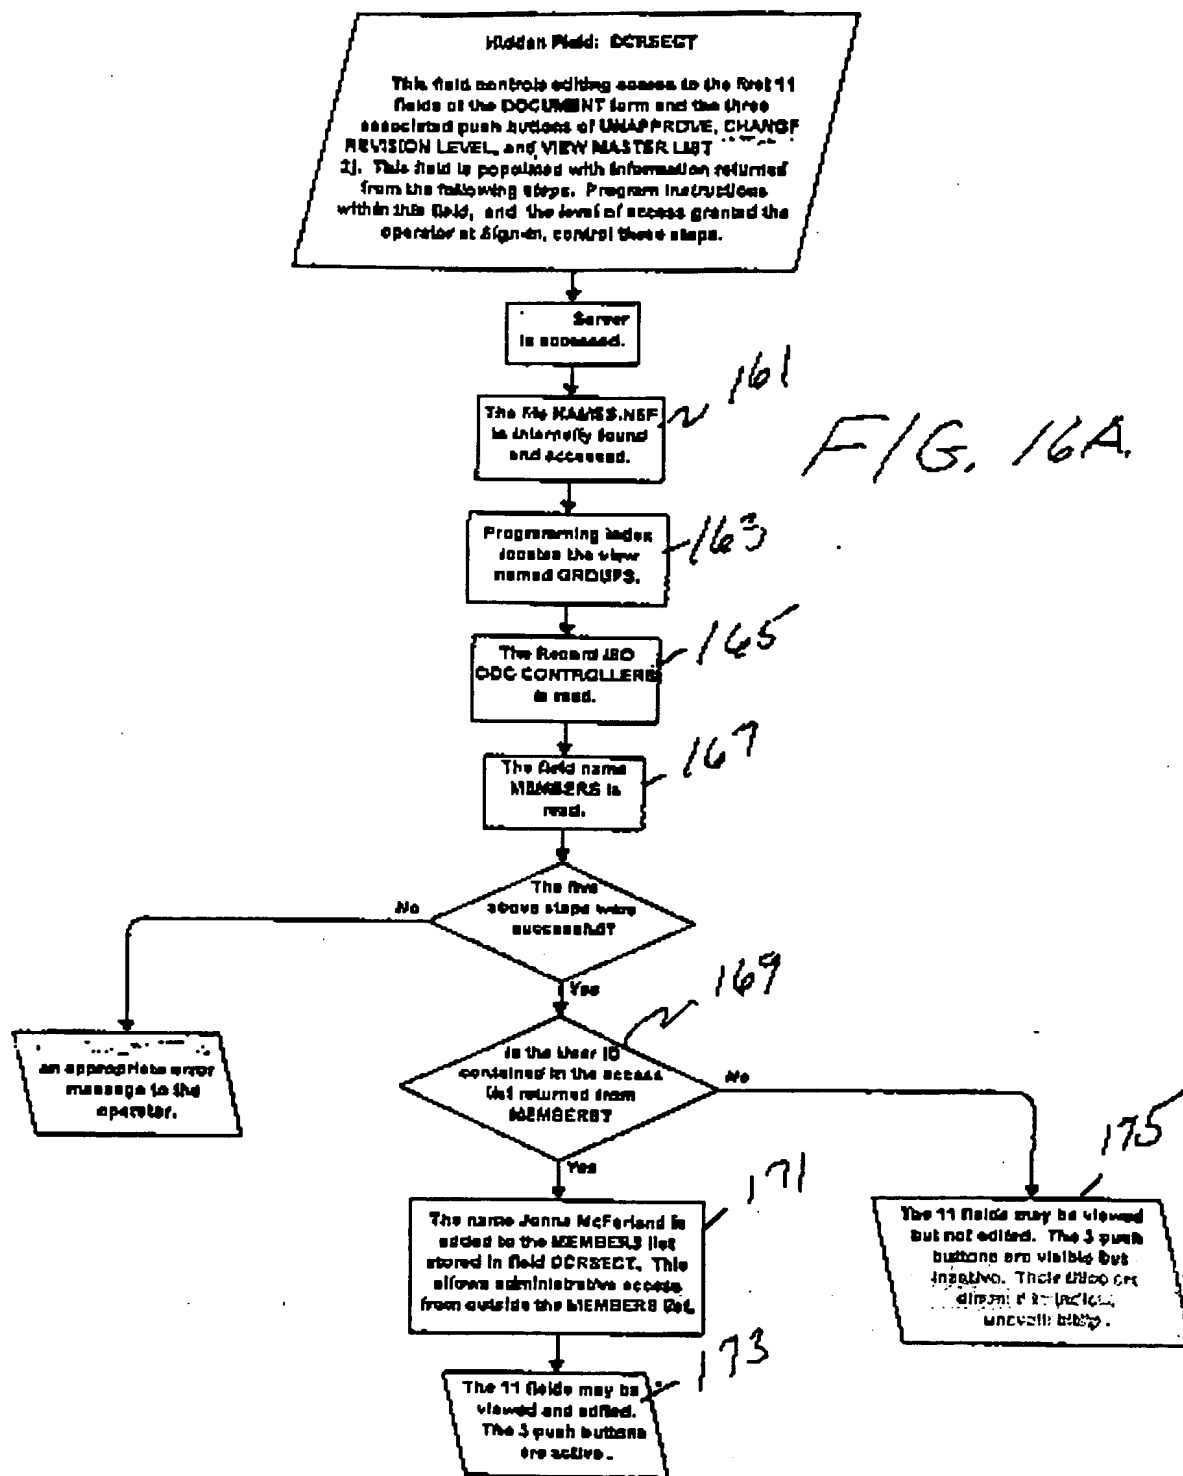 Hidden Field: DCRSECT
This field controls editing access to the first 11
fields of the DOCUMENT form and the three
associated push buttons of UNAPPROVE, CHANGE
REVISION LEVEL, and VIEW MASTER LIST
2]. This field is populated with information returned
from the following steps. Program instructions
within this field, and the level of access granted the
operator at Sign-on, control these steps.
Server
is accessed.
The file NAMES.NSF
is internally found
and accessed.
161
FIG. 16A.
Programming index
locates the view
named GROUPS.
163
The Record ISO
DDC CONTROLLERS
is read.
165
The field name
MEMBERS is
read.
167
The five
above steps were
successful?
No
Yes
169
an appropriate error
message to the
operator.
Is the User ID
contained in the access
list returned from
MEMBERS?
No
Yes
175
171
The name Janna McFarland is
added to the MEMBERS list
stored in field DCRSECT. This
allows administrative access
from outside the MEMBERS list.
The 11 fields may be viewed
but not edited. The 3 push
buttons are visible but
inactive. Their titles are
dimmed to indicate
unavailability.
173
The 11 fields may be
viewed and edited.
The 3 push buttons
are active.